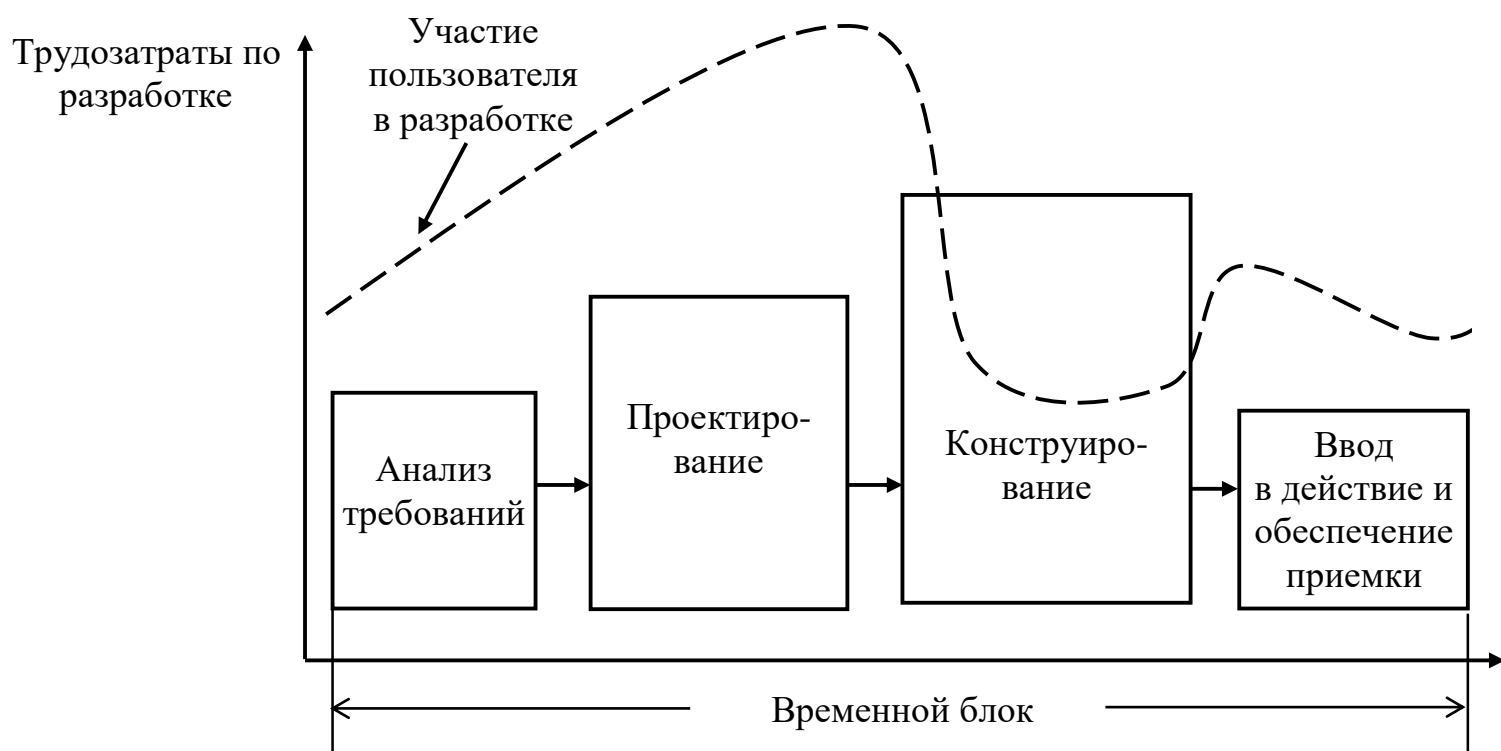 Трудозатраты по
разработке
Участие
пользователя
в разработке
Анализ
требований
Проектиро-
вание
Конструиро-
вание
Ввод
в действие и
обеспечение
приемки
Временной блок